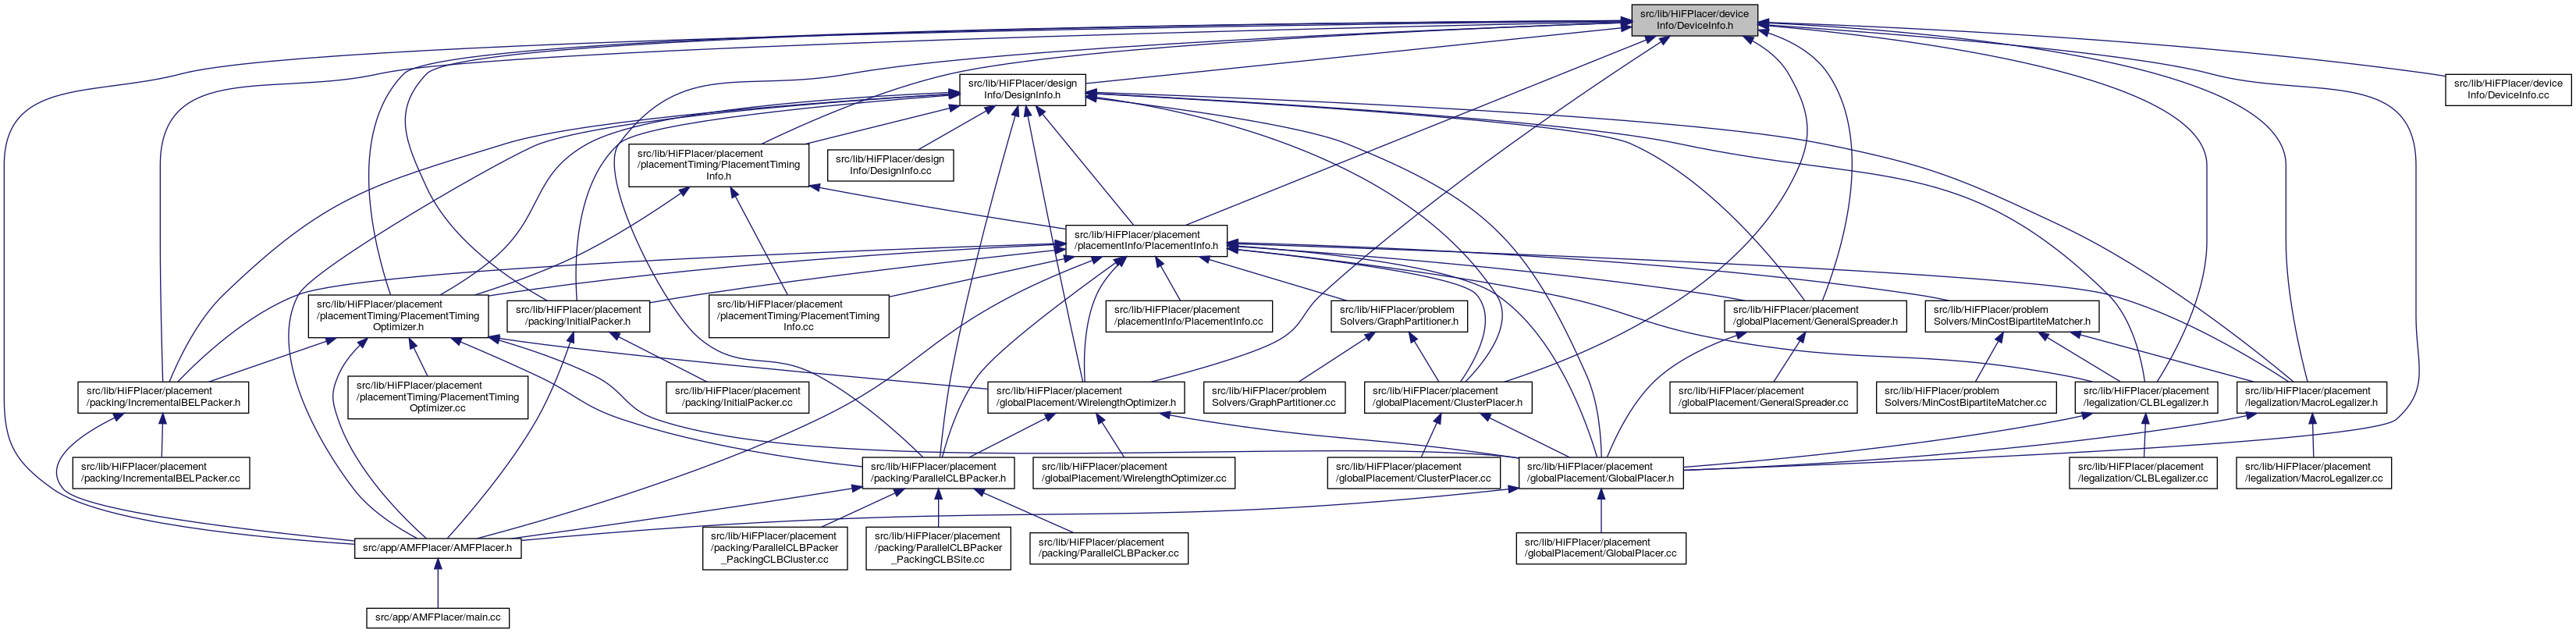 src/lib/HiFPlacer/device
Info/DeviceInfo.h
src/lib/HiFPlacer/design
Info/DesignInfo.h
src/lib/HiFPlacer/device
Info/DeviceInfo.cc
src/lib/HiFPlacer/placement
/placementTiming/PlacementTiming
Info.h
src/lib/HiFPlacer/design
Info/DesignInfo.cc
src/lib/HiFPlacer/placement
/placementInfo/PlacementInfo.h
src/lib/HiFPlacer/placement
/placementTiming/PlacementTiming
Optimizer.h
src/lib/HiFPlacer/placement
/packing/InitialPacker.h
src/lib/HiFPlacer/placement
/placementTiming/PlacementTiming
Info.cc
src/lib/HiFPlacer/placement
/placementInfo/PlacementInfo.cc
src/lib/HiFPlacer/problem
Solvers/GraphPartitioner.h
src/lib/HiFPlacer/placement
/globalPlacement/GeneralSpreader.h
src/lib/HiFPlacer/problem
Solvers/MinCostBipartiteMatcher.h
src/lib/HiFPlacer/placement
/packing/IncrementalBELPacker.h
src/lib/HiFPlacer/placement
/placementTiming/PlacementTiming
Optimizer.cc
src/lib/HiFPlacer/placement
/packing/InitialPacker.cc
src/lib/HiFPlacer/placement
/globalPlacement/WirelengthOptimizer.h
src/lib/HiFPlacer/problem
Solvers/GraphPartitioner.cc
src/lib/HiFPlacer/placement
/globalPlacement/ClusterPlacer.h
src/lib/HiFPlacer/placement
/globalPlacement/GeneralSpreader.cc
src/lib/HiFPlacer/problem
Solvers/MinCostBipartiteMatcher.cc
src/lib/HiFPlacer/placement
/legalization/CLBLegalizer.h
src/lib/HiFPlacer/placement
/legalization/MacroLegalizer.h
src/lib/HiFPlacer/placement
/packing/IncrementalBELPacker.cc
src/lib/HiFPlacer/placement
/packing/ParallelCLBPacker.h
src/lib/HiFPlacer/placement
/globalPlacement/WirelengthOptimizer.cc
src/lib/HiFPlacer/placement
/globalPlacement/ClusterPlacer.cc
src/lib/HiFPlacer/placement
/globalPlacement/GlobalPlacer.h
src/lib/HiFPlacer/placement
/legalization/CLBLegalizer.cc
src/lib/HiFPlacer/placement
/legalization/MacroLegalizer.cc
src/app/AMFPlacer/AMFPlacer.h
src/lib/HiFPlacer/placement
/packing/ParallelCLBPacker
_PackingCLBCluster.cc
src/lib/HiFPlacer/placement
/packing/ParallelCLBPacker
_PackingCLBSite.cc
src/lib/HiFPlacer/placement
/packing/ParallelCLBPacker.cc
src/lib/HiFPlacer/placement
/globalPlacement/GlobalPlacer.cc
src/app/AMFPlacer/main.cc